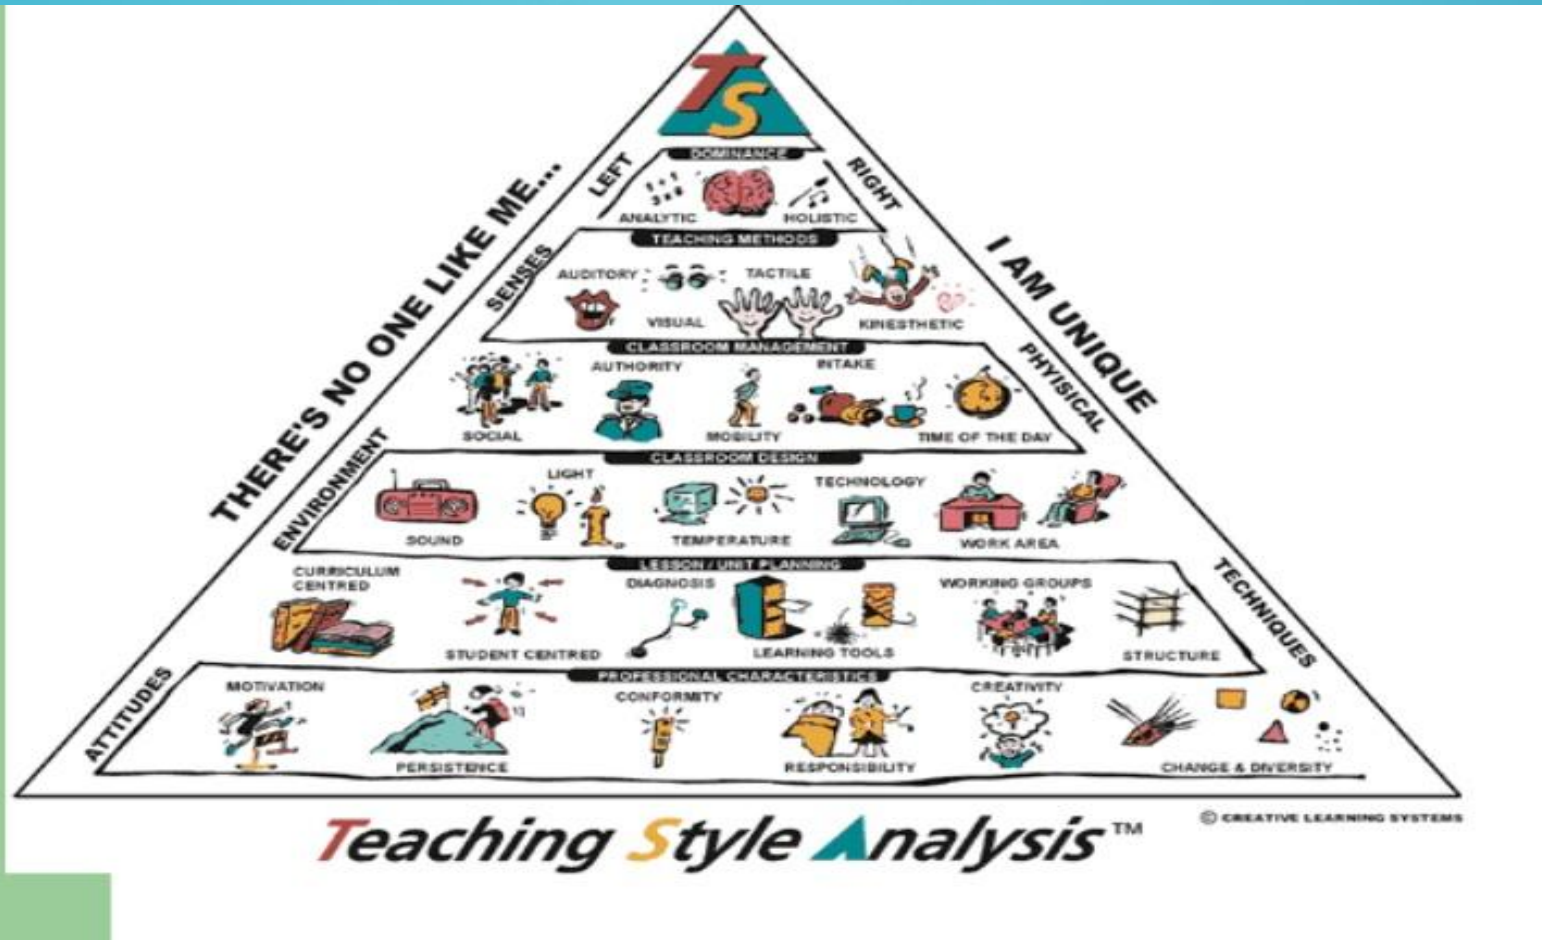 TS
THERE'S NO ONE LIKE ME...
I AM UNIQUE
LEFT
DOMINANCE
RIGHT
ANALYTIC
HOLISTIC
SENSES
TEACHING METHODS
AUDITORY
TACTILE
VISUAL
KINESTHETIC
PHYISICAL
CLASSROOM MANAGEMENT
AUTHORITY
INTAKE
SOCIAL
MOBILITY
TIME OF THE DAY
ENVIRONMENT
CLASSROOM DESIGN
LIGHT
TECHNOLOGY
SOUND
TEMPERATURE
WORK AREA
TECHNIQUES
LESSON / UNIT PLANNING
CURRICULUM
CENTRED
DIAGNOSIS
WORKING GROUPS
STUDENT CENTRED
LEARNING TOOLS
STRUCTURE
ATTITUDES
PROFESSIONAL CHARACTERISTICS
MOTIVATION
CONFORMITY
CREATIVITY
PERSISTENCE
RESPONSIBILITY
CHANGE & DIVERSITY
© CREATIVE LEARNING SYSTEMS
Teaching Style Analysis™